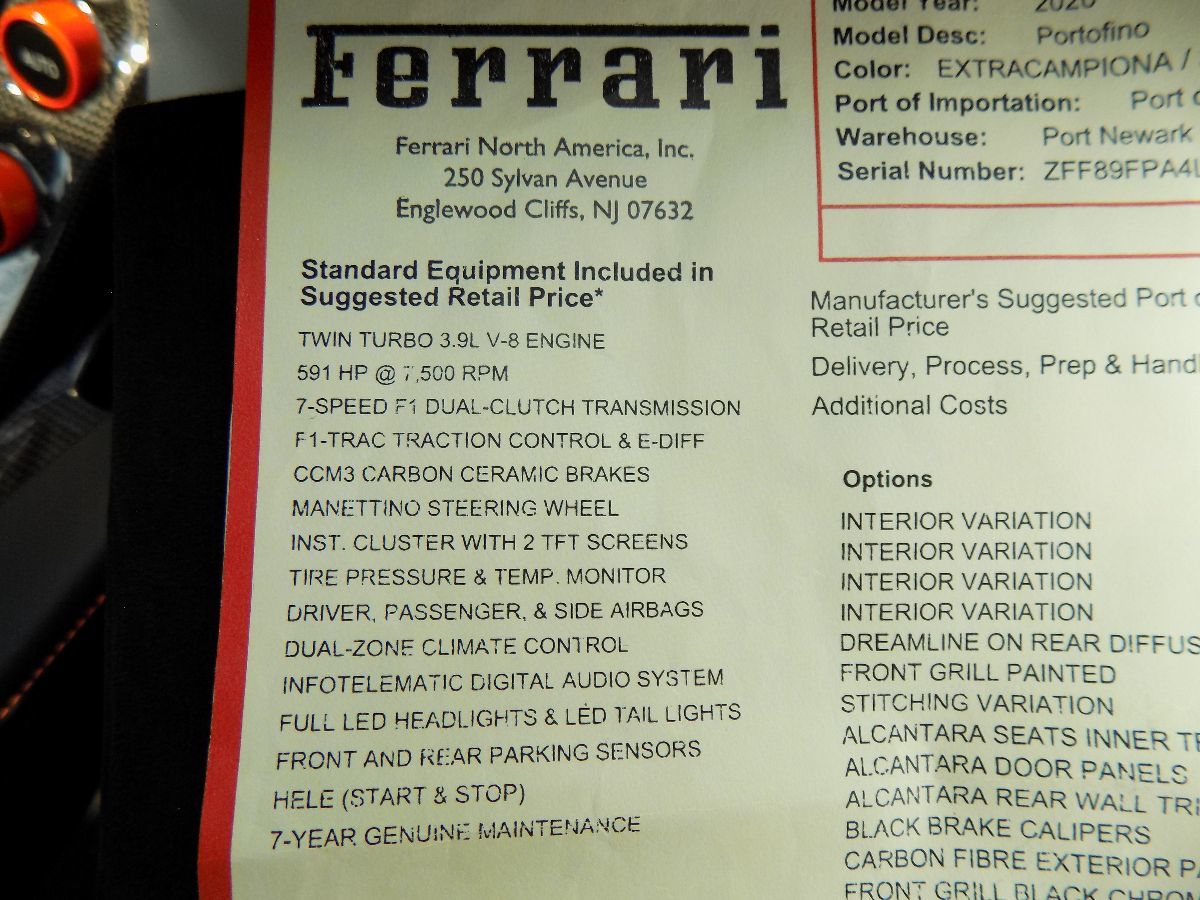 AUTO
Ferrari
Ferrari North America, Inc.
250 Sylvan Avenue
Englewood Cliffs, NJ 07632
Standard Equipment Included in
Suggested Retail Price*
TWIN TURBO 3.9L V-8 ENGINE
591 HP @ 7,500 RPM
7-SPEED F1 DUAL-CLUTCH TRANSMISSION
F1-TRAC TRACTION CONTROL & E-DIFF
CCM3 CARBON CERAMIC BRAKES
MANETTINO STEERING WHEEL
INST. CLUSTER WITH 2 TFT SCREENS
TIRE PRESSURE & TEMP. MONITOR
DRIVER, PASSENGER, & SIDE AIRBAGS
DUAL-ZONE CLIMATE CONTROL
INFOTELEMATIC DIGITAL AUDIO SYSTEM
FULL LED HEADLIGHTS & LED TAIL LIGHTS
FRONT AND REAR PARKING SENSORS
HELE (START & STOP)
7-YEAR GENUINE MAINTENANCE
Model Year: 2020
Model Desc: Portofino
Color: EXTRACAMPIONA /
Port of Importation: Port
Warehouse: Port Newark
Serial Number: ZFF89FPA4
Manufacturer's Suggested Port
Retail Price
Delivery, Process, Prep &
Additional Costs
Options
INTERIOR VARIATION
INTERIOR VARIATION
INTERIOR VARIATION
INTERIOR VARIATION
DREAMLINE ON REAR
FRONT GRILL PAINTED
STITCHING VARIATION
ALCANTARA SEATS INNER
ALCANTARA DOOR PANELS
ALCANTARA REAR WALL
BLACK BRAKE CALIPERS
CARBON FIBRE EXTERIOR
FRONT GRILL BLACK